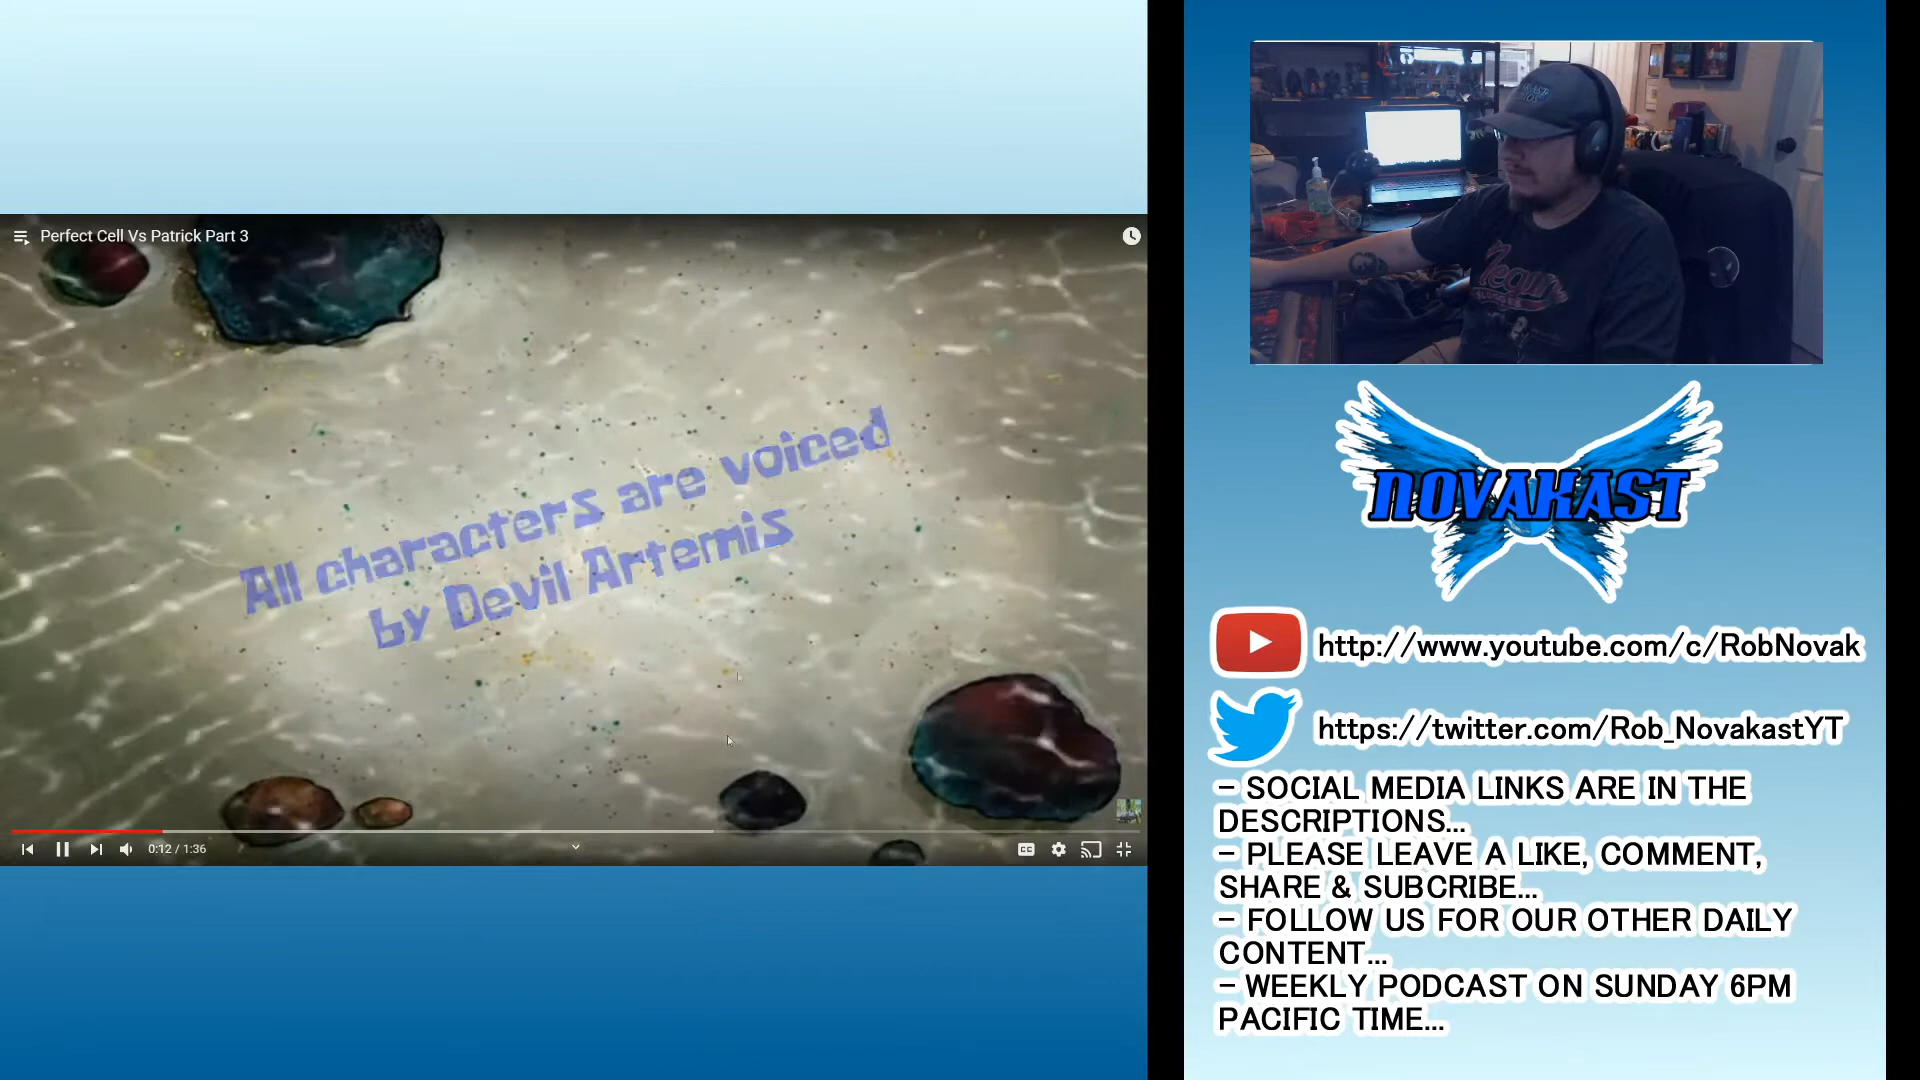 Perfect Cell Vs Patrick Part 3
All characters are voiced
by Devil Artemis
0:12 / 1:36
CC
NOVAKAST
http://www.youtube.com/c/RobNovak
https://twitter.com/Rob_NovakastYT
- SOCIAL MEDIA LINKS ARE IN THE
DESCRIPTIONS...
- PLEASE LEAVE A LIKE, COMMENT,
SHARE & SUBCRIBE...
- FOLLOW US FOR OUR OTHER DAILY
CONTENT...
- WEEKLY PODCAST ON SUNDAY 6PM
PACIFIC TIME...